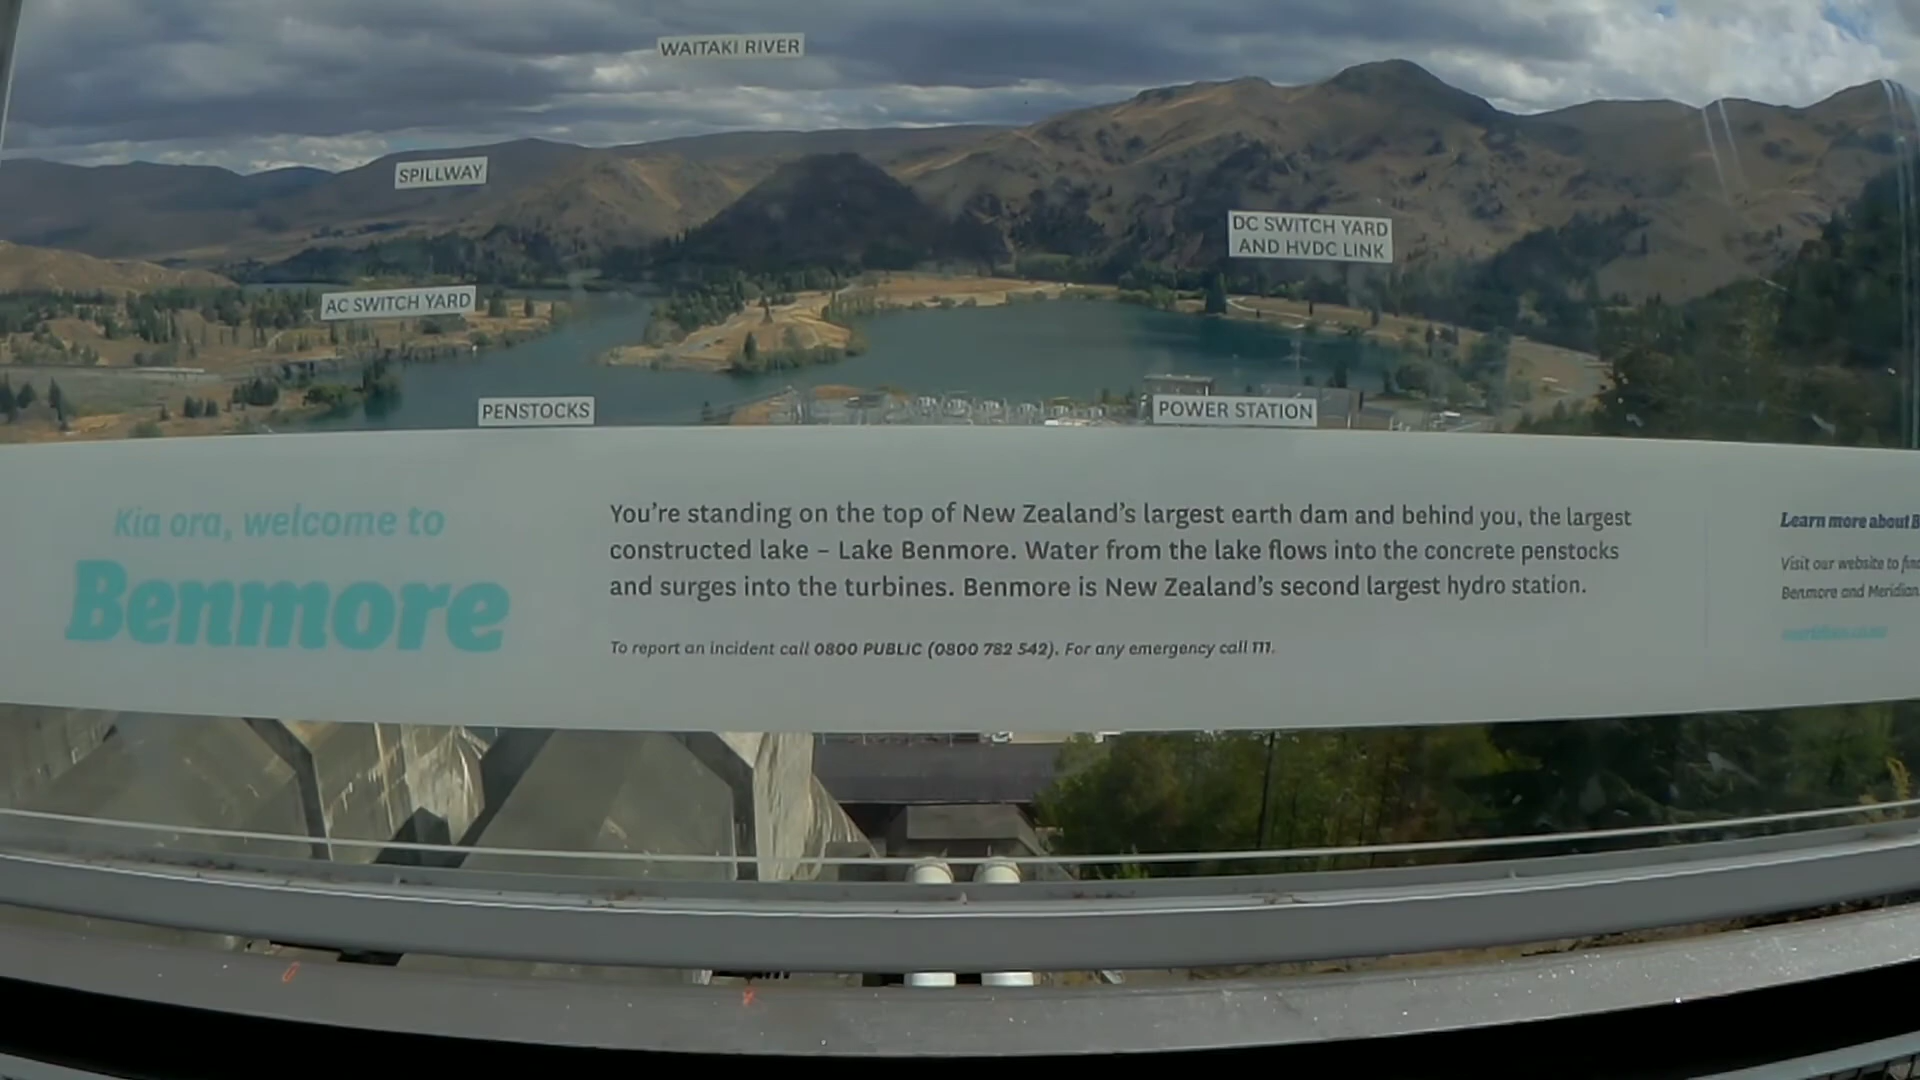 WAITAKI RIVER
SPILLWAY
DC SWITCH YARD
AND HVDC LINK
AC SWITCH YARD
PENSTOCKS
POWER STATION
Kia ora, welcome to
Benmore
You're standing on the top of New Zealand's largest earth dam and behind you, the largest
constructed lake – Lake Benmore. Water from the lake flows into the concrete penstocks
and surges into the turbines. Benmore is New Zealand's second largest hydro station.
To report an incident call 0800 PUBLIC (0800 782 542). For any emergency call 111.
Learn more about B
Visit our website to find
Benmore and Meridian